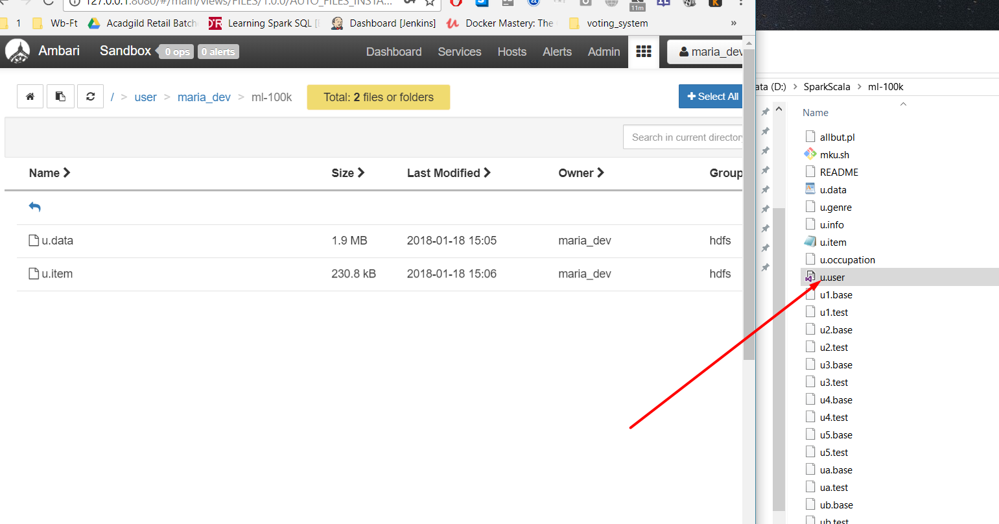 127.0.0.1:8080/#/main/views/FILES/1.0.0/AUTO_FILES_INSTA...
11m
1 Wb-Ft Acadgild Retail Batch Learning Spark SQL [ Dashboard [Jenkins] Docker Mastery: The voting_system »
Ambari Sandbox 0 ops 0 alerts Dashboard Services Hosts Alerts Admin maria_dev
/ > user > maria_dev > ml-100k Total: 2 files or folders Select All
Search in current directory
Name Size Last Modified Owner Group
u.data 1.9 MB 2018-01-18 15:05 maria_dev hdfs
u.item 230.8 kB 2018-01-18 15:06 maria_dev hdfs
ata (D:) > SparkScala > ml-100k
Name
allbut.pl
mku.sh
README
u.data
u.genre
u.info
u.item
u.occupation
u.user
u1.base
u1.test
u2.base
u2.test
u3.base
u3.test
u4.base
u4.test
u5.base
u5.test
ua.base
ua.test
ub.base
ub.test